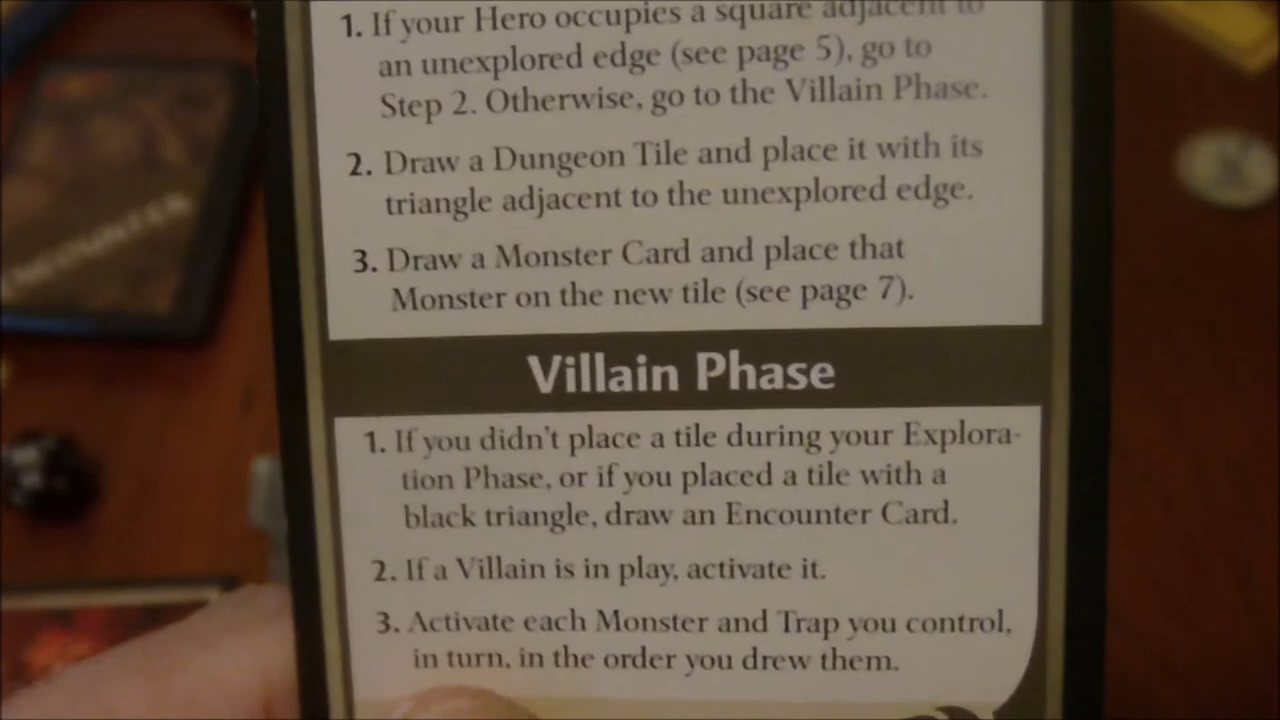 1. If your Hero occupies a square adjacent to
an unexplored edge (see page 5), go to
Step 2. Otherwise, go to the Villain Phase.
2. Draw a Dungeon Tile and place it with its
triangle adjacent to the unexplored edge.
3. Draw a Monster Card and place that
Monster on the new tile (see page 7).
Villain Phase
1. If you didn't place a tile during your Explora-
tion Phase, or if you placed a tile with a
black triangle, draw an Encounter Card.
2. If a Villain is in play, activate it.
3. Activate each Monster and Trap you control,
in turn, in the order you drew them.
ENCOUNTER